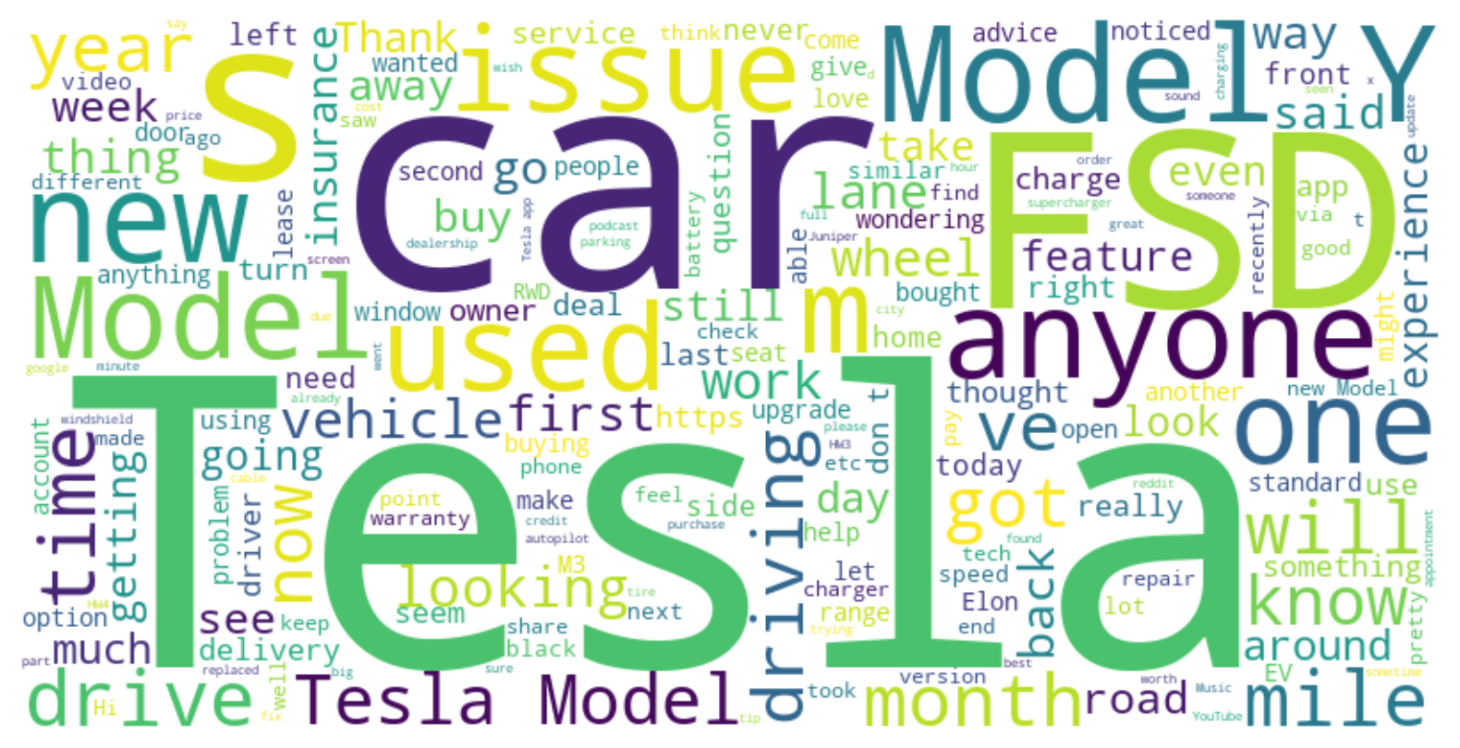 year
left
insurance
Thank
service
think
never
come
Model Y
advice
noticed
way
say
video
week
price
door
ago
s
wanted
wish
away
issue
give
d
love
cost
saw
sound
charging
front
x
seen
said
update
thing
different
car
second
go
people
question
take
similar
order
hour
lane
find
FSD
charge
supercharger
even
someone
app
via
t
new
lease
screen
buy
dealership
Tesla app
podcast
parking
battery
full
Juniper
able
wondering
wheel
feature
great
recently
good
experience
anything
turn
Model
due
window
owner
RWD
deal
still
check
m
bought
right
city
home
anyone
might
google
minute
went
used
last
seat
work
need
already
thought
another
new Model
windshield
using
vehicle
first
https
upgrade
please
don t
HW3
etc
ve
pay
open
look
one
account
time
made
getting
going
now
buying
phone
driving
today
got
really
reddit
standard
use
Tesla
problem
driver
cable
point
warranty
make
credit
autopilot
feel
side
purchase
day
help
tech
found
speed
repair
will
something
appointment
HW4
option
looking
M3
tire
seem
next
let
charger
range
trying
Elon
end
back
lot
know
pretty
much
see
keep
delivery
share
black
around
part
replaced
big
sure
version
best
worth
EV
sometime
drive
Hi
well
fix
Tesla Model
tip
took
month
road
Music
YouTube
mile